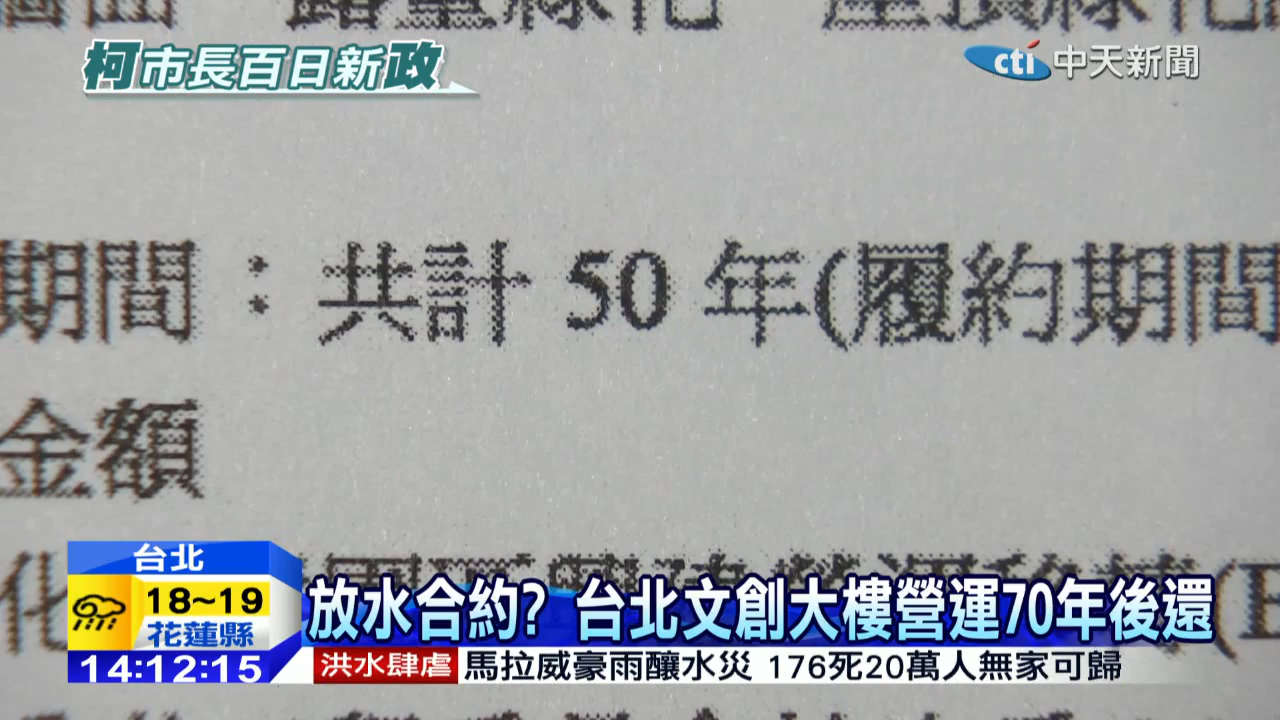 柯市長百日新政
cti 中天新聞
期間：共計 50 年(履約期間
金額
台北
18~19
花蓮縣
14:12:15
放水合約? 台北文創大樓營運70年後還
洪水肆虐 馬拉威豪雨釀水災 176死20萬人無家可歸